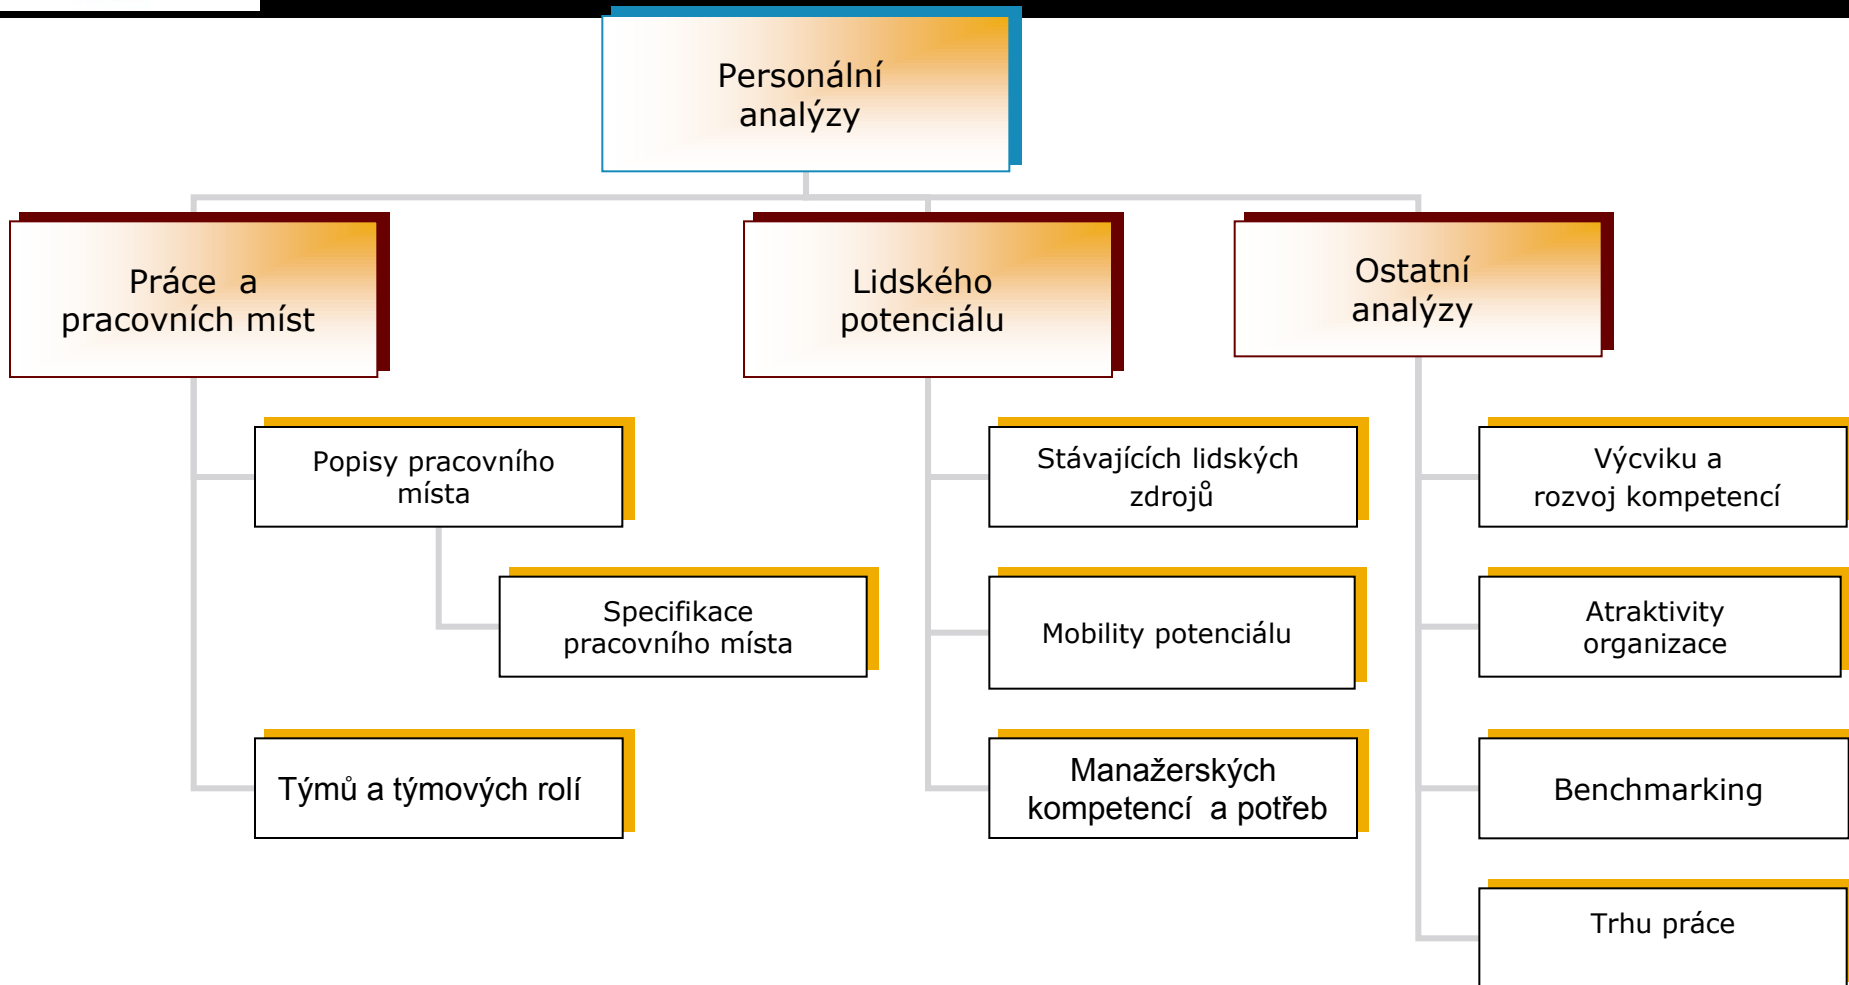 Personální
analýzy
Práce  a
pracovních míst
Lidského
potenciálu
Ostatní
analýzy
Popisy pracovního
místa
Specifikace
pracovního místa
Týmů a týmových rolí
Stávajících lidských
zdrojů
Mobility potenciálu
Manažerských
kompetencí  a potřeb
Výcviku a
rozvoj kompetencí
Atraktivity
organizace
Benchmarking
Trhu práce